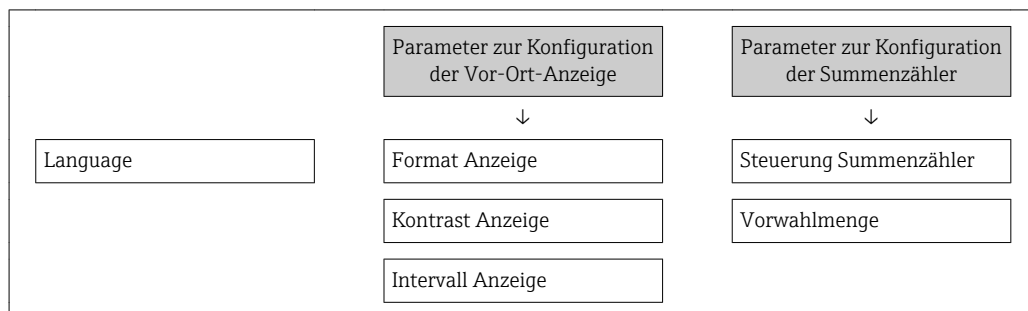 Parameter zur Konfiguration
der Vor-Ort-Anzeige
Parameter zur Konfiguration
der Summenzähler
↓
↓
Language
Format Anzeige
Steuerung Summenzähler
Kontrast Anzeige
Vorwahlmenge
Intervall Anzeige